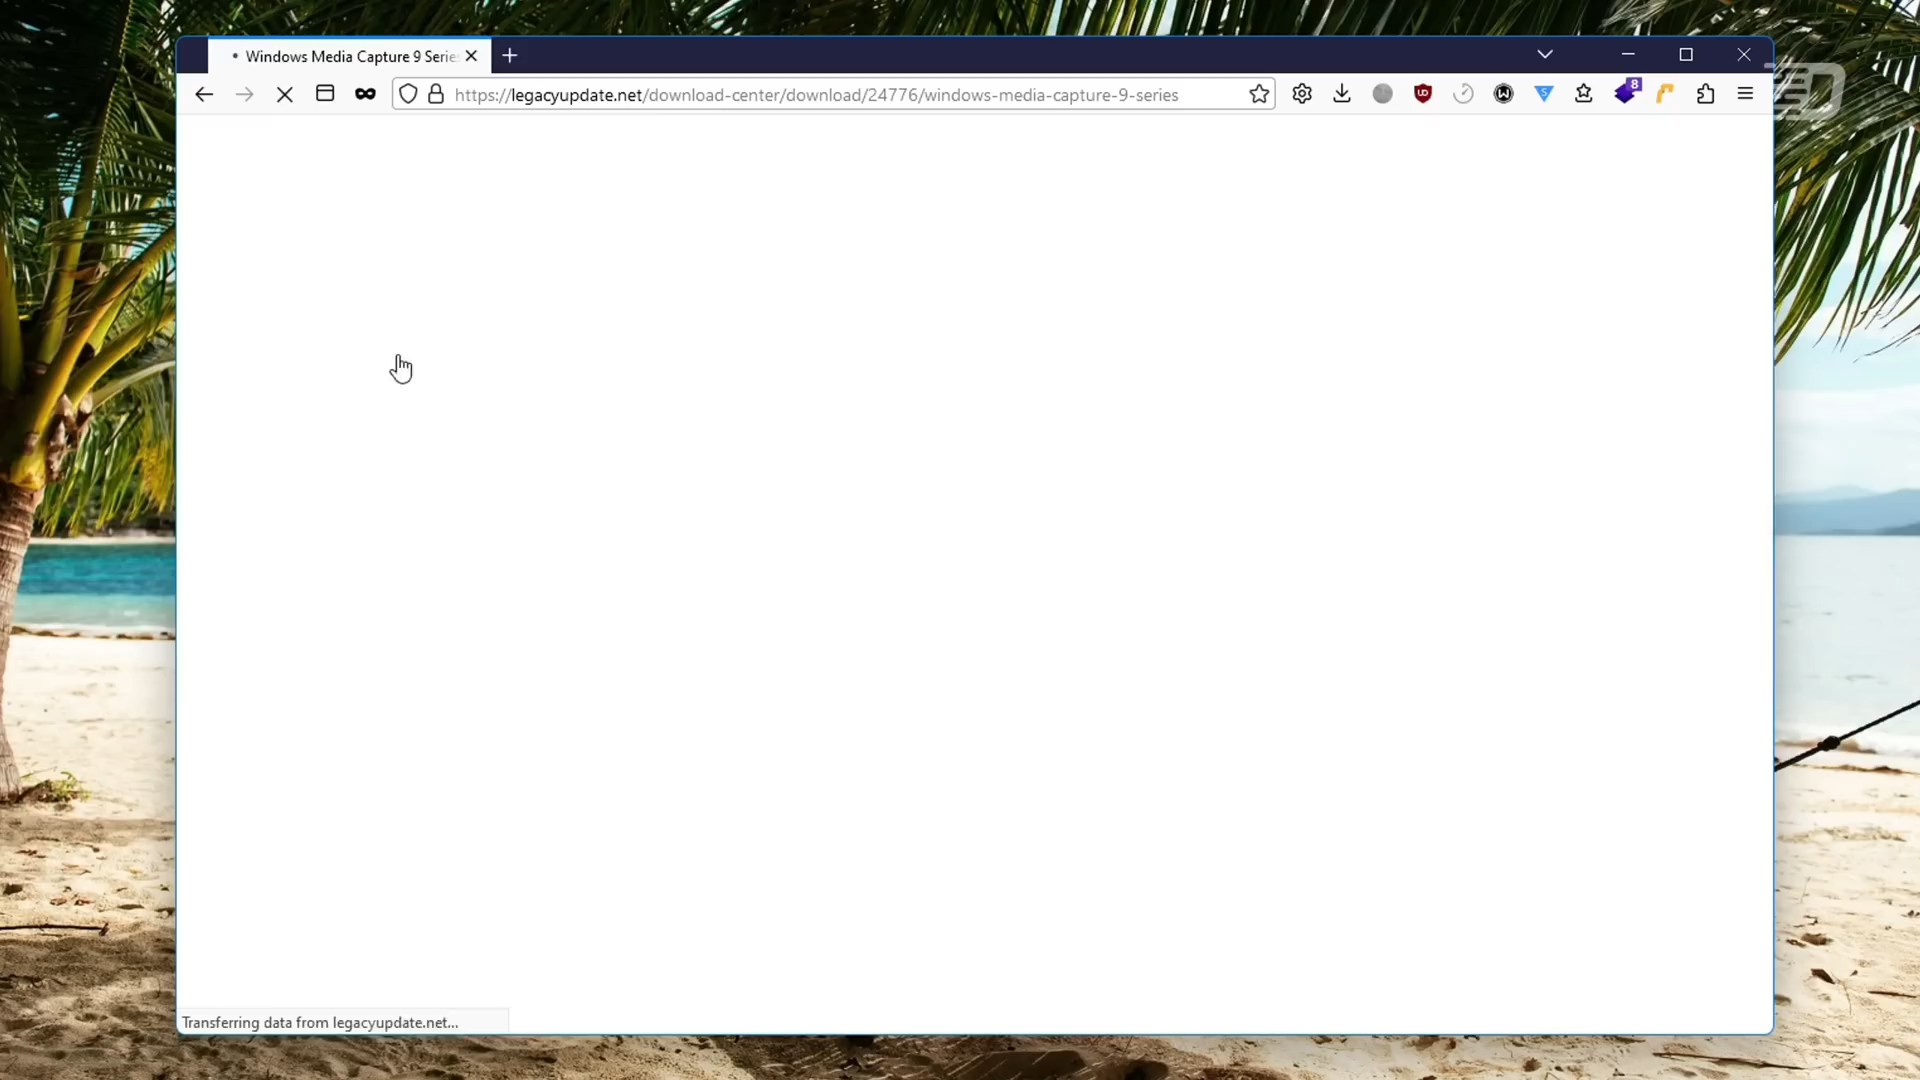 Windows Media Capture 9 Serie
https://legacyupdate.net/download-center/download/24776/windows-media-capture-9-series
8
Transferring data from legacyupdate.net...